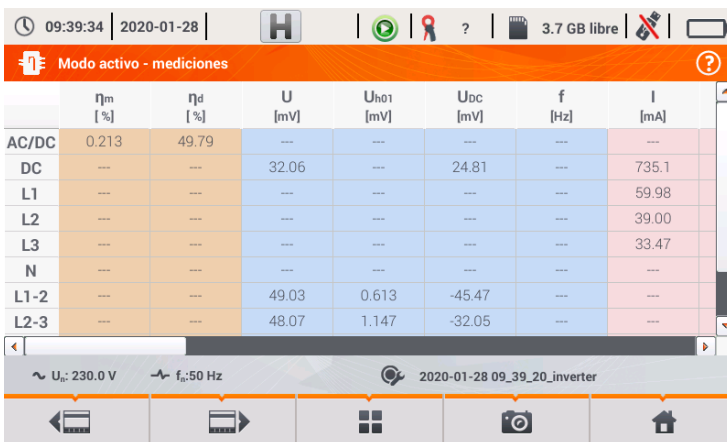 09:39:34 2020-01-28 H ? 3.7 GB libre
Modo activo - mediciones ?
ηm ηd U Uh01 UDC f I
[ %] [ %] [mV] [mV] [mV] [Hz] [mA]
AC/DC 0.213 49.79 --- --- --- --- ---
DC --- --- 32.06 --- 24.81 --- 735.1
L1 --- --- --- --- --- --- 59.98
L2 --- --- --- --- --- --- 39.00
L3 --- --- --- --- --- --- 33.47
N --- --- --- --- --- --- ---
L1-2 --- --- 49.03 0.613 -45.47 --- ---
L2-3 --- --- 48.07 1.147 -32.05 --- ---
Un: 230.0 V fn:50 Hz 2020-01-28 09_39_20_inverter